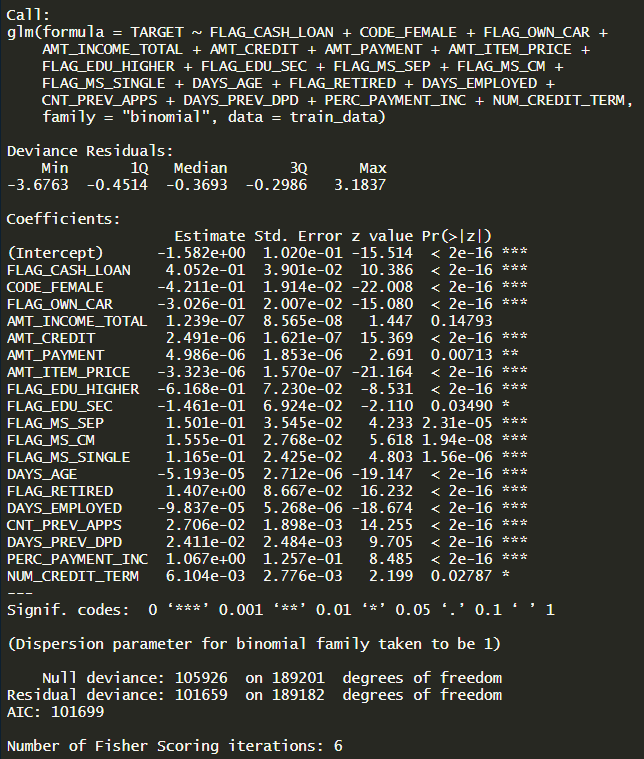 Call:
glm(formula = TARGET ~ FLAG_CASH_LOAN + CODE_FEMALE + FLAG_OWN_CAR +
    AMT_INCOME_TOTAL + AMT_CREDIT + AMT_PAYMENT + AMT_ITEM_PRICE +
    FLAG_EDU_HIGHER + FLAG_EDU_SEC + FLAG_MS_SEP + FLAG_MS_CM +
    FLAG_MS_SINGLE + DAYS_AGE + FLAG_RETIRED + DAYS_EMPLOYED +
    CNT_PREV_APPS + DAYS_PREV_DPD + PERC_PAYMENT_INC + NUM_CREDIT_TERM,
    family = "binomial", data = train_data)

Deviance Residuals:
    Min       1Q   Median       3Q      Max
-3.6763  -0.4514  -0.3693  -0.2986   3.1837

Coefficients:
                   Estimate Std. Error z value Pr(>|z|)
(Intercept)      -1.582e+00  1.020e-01 -15.514  < 2e-16 ***
FLAG_CASH_LOAN    4.052e-01  3.901e-02  10.386  < 2e-16 ***
CODE_FEMALE      -4.211e-01  1.914e-02 -22.008  < 2e-16 ***
FLAG_OWN_CAR     -3.026e-01  2.007e-02 -15.080  < 2e-16 ***
AMT_INCOME_TOTAL  1.239e-07  8.565e-08   1.447  0.14793
AMT_CREDIT        2.491e-06  1.621e-07  15.369  < 2e-16 ***
AMT_PAYMENT       4.986e-06  1.853e-06   2.691  0.00713 **
AMT_ITEM_PRICE   -3.323e-06  1.570e-07 -21.164  < 2e-16 ***
FLAG_EDU_HIGHER  -6.168e-01  7.230e-02  -8.531  < 2e-16 ***
FLAG_EDU_SEC     -1.461e-01  6.924e-02  -2.110  0.03490 *
FLAG_MS_SEP       1.501e-01  3.545e-02   4.233 2.31e-05 ***
FLAG_MS_CM        1.555e-01  2.768e-02   5.618 1.94e-08 ***
FLAG_MS_SINGLE    1.165e-01  2.425e-02   4.803 1.56e-06 ***
DAYS_AGE         -5.193e-05  2.712e-06 -19.147  < 2e-16 ***
FLAG_RETIRED      1.407e+00  8.667e-02  16.232  < 2e-16 ***
DAYS_EMPLOYED    -9.837e-05  5.268e-06 -18.674  < 2e-16 ***
CNT_PREV_APPS     2.706e-02  1.898e-03  14.255  < 2e-16 ***
DAYS_PREV_DPD     2.411e-02  2.484e-03   9.705  < 2e-16 ***
PERC_PAYMENT_INC  1.067e+00  1.257e-01   8.485  < 2e-16 ***
NUM_CREDIT_TERM   6.104e-03  2.776e-03   2.199  0.02787 *
---
Signif. codes:  0 ‘***’ 0.001 ‘**’ 0.01 ‘*’ 0.05 ‘.’ 0.1 ‘ ’ 1

(Dispersion parameter for binomial family taken to be 1)

    Null deviance: 105926  on 189201  degrees of freedom
Residual deviance: 101659  on 189182  degrees of freedom
AIC: 101699

Number of Fisher Scoring iterations: 6